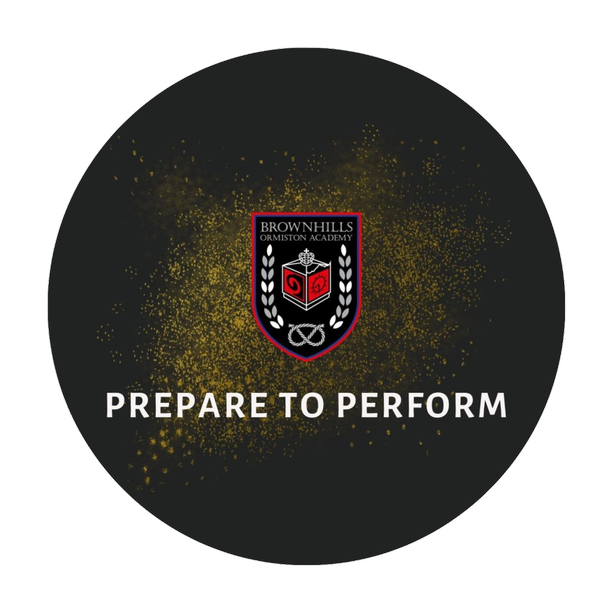 BROWNHILLS
ORMISTON ACADEMY
PREPARE TO PERFORM